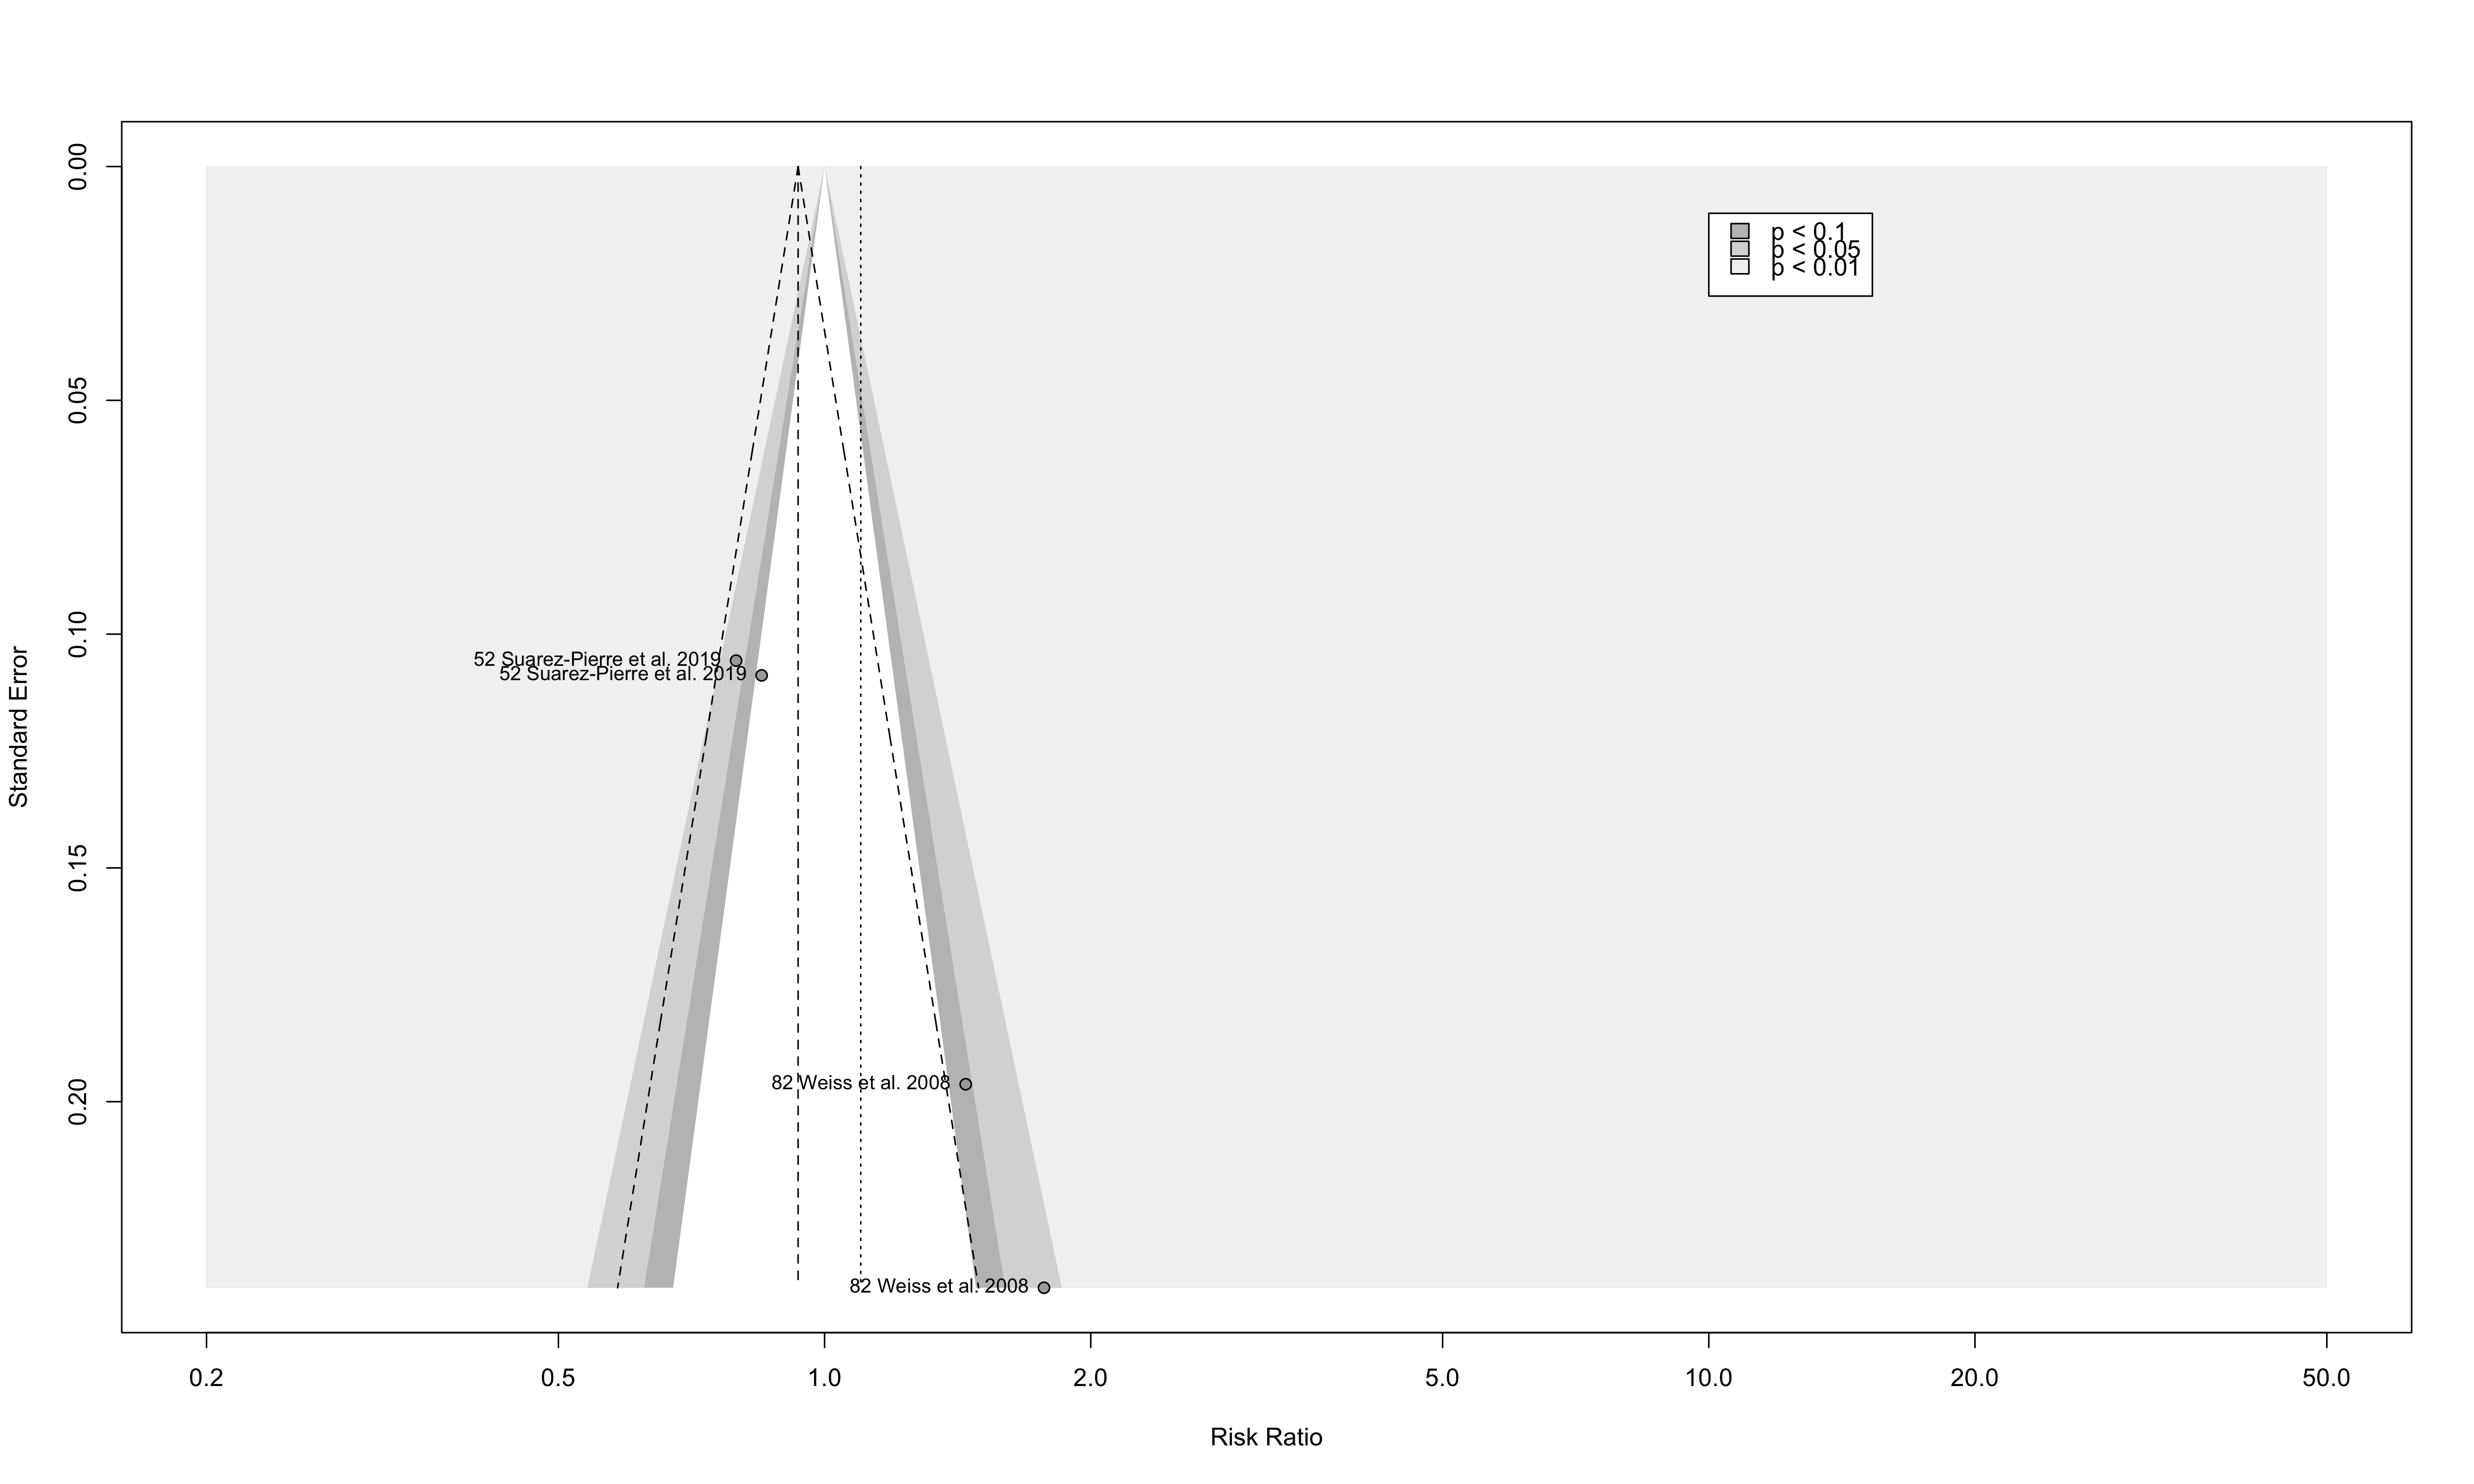 0.00
0.05
0.10
0.15
0.20
Standard Error
p < 0.1
p < 0.05
p < 0.01
52 Suarez-Pierre et al. 2019
52 Suarez-Pierre et al. 2019
82 Weiss et al. 2008
82 Weiss et al. 2008
0.2 0.5 1.0 2.0 5.0 10.0 20.0 50.0
Risk Ratio